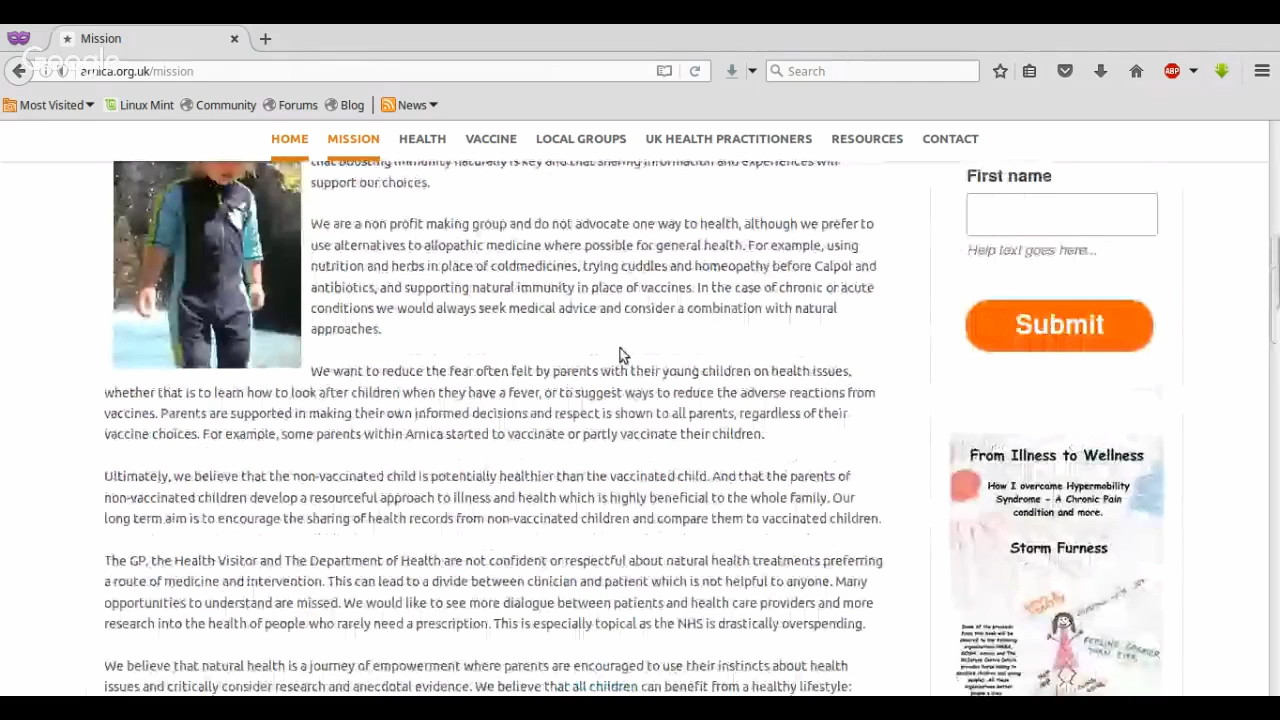 Mission
Google
arnica.org.uk/mission
Search
ABP
Most Visited
Linux Mint
Community
Forums
Blog
News
HOME
MISSION
HEALTH
VACCINE
LOCAL GROUPS
UK HEALTH PRACTITIONERS
RESOURCES
CONTACT
that boosting immunity naturally is key and that sharing information and experiences will
support our choices.
We are a non profit making group and do not advocate one way to health, although we prefer to
use alternatives to allopathic medicine where possible for general health. For example, using
nutrition and herbs in place of coldmedicines, trying cuddles and homeopathy before Calpol and
antibiotics, and supporting natural immunity in place of vaccines. In the case of chronic or acute
conditions we would always seek medical advice and consider a combination with natural
approaches.
We want to reduce the fear often felt by parents with their young children on health issues,
whether that is to learn how to look after children when they have a fever, or to suggest ways to reduce the adverse reactions from
vaccines. Parents are supported in making their own informed decisions and respect is shown to all parents, regardless of their
vaccine choices. For example, some parents within Arnica started to vaccinate or partly vaccinate their children.
Ultimately, we believe that the non-vaccinated child is potentially healthier than the vaccinated child. And that the parents of
non-vaccinated children develop a resourceful approach to illness and health which is highly beneficial to the whole family. Our
long term aim is to encourage the sharing of health records from non-vaccinated children and compare them to vaccinated children.
The GP, the Health Visitor and The Department of Health are not confident or respectful about natural health treatments preferring
a route of medicine and intervention. This can lead to a divide between clinician and patient which is not helpful to anyone. Many
opportunities to understand are missed. We would like to see more dialogue between patients and health care providers and more
research into the health of people who rarely need a prescription. This is especially topical as the NHS is drastically overspending.
We believe that natural health is a journey of empowerment where parents are encouraged to use their instincts about health
issues and critically consider research and anecdotal evidence. We believe that all children can benefit from a healthy lifestyle:
First name
Help text goes here...
Submit
From Illness to Wellness
How I overcome Hypermobility
Syndrome – A Chronic Pain
condition and more.
Storm Furness